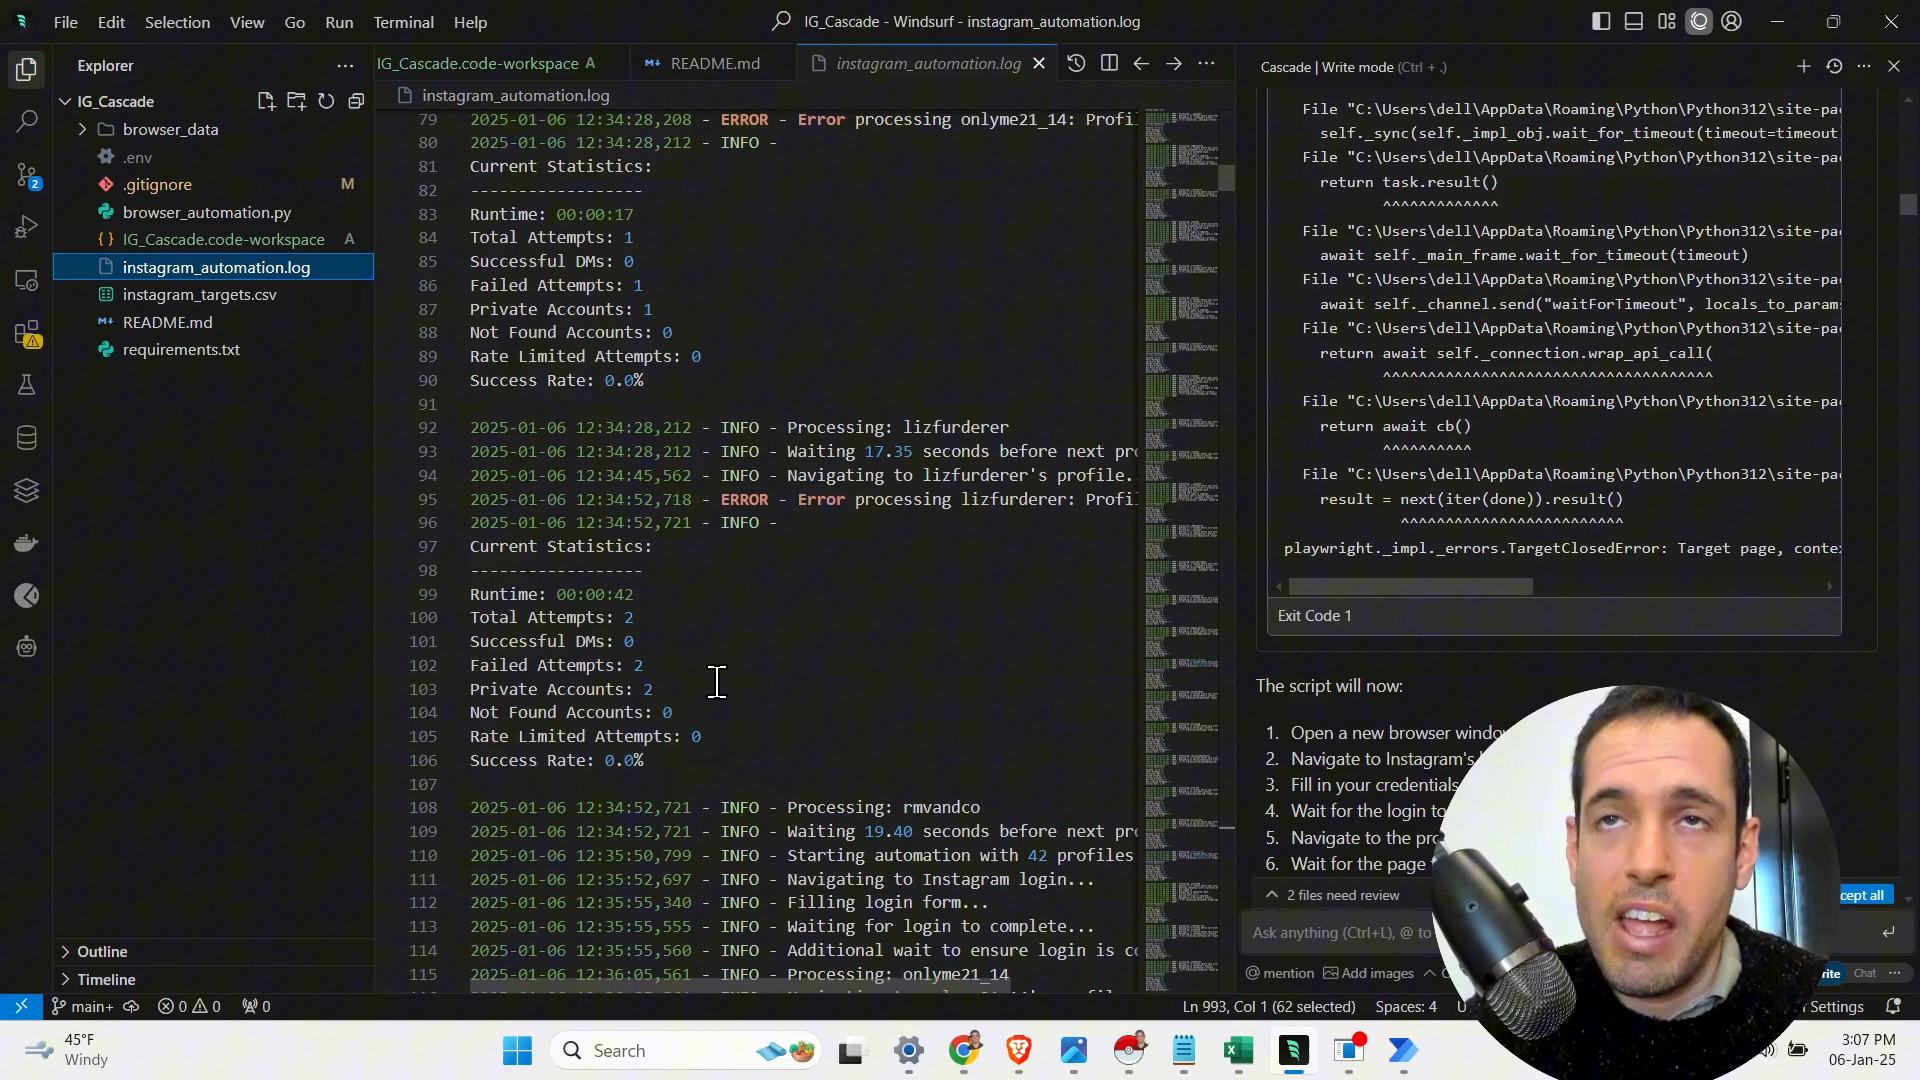 File Edit Selection View Go Run Terminal Help
IG_Cascade - Windsurf - instagram_automation.log
Explorer
IG_Cascade
browser_data
.env
.gitignore M
browser_automation.py
IG_Cascade.code-workspace A
instagram_automation.log
instagram_targets.csv
README.md
requirements.txt
Outline
Timeline
2
IG_Cascade.code-workspace A
README.md
instagram_automation.log
instagram_automation.log
79 2025-01-06 12:34:28,208 - ERROR - Error processing onlyme21_14: Profi
80 2025-01-06 12:34:28,212 - INFO -
81 Current Statistics:
82 ------------------
83 Runtime: 00:00:17
84 Total Attempts: 1
85 Successful DMs: 0
86 Failed Attempts: 1
87 Private Accounts: 1
88 Not Found Accounts: 0
89 Rate Limited Attempts: 0
90 Success Rate: 0.0%
91
92 2025-01-06 12:34:28,212 - INFO - Processing: lizfurderer
93 2025-01-06 12:34:28,212 - INFO - Waiting 17.35 seconds before next pr
94 2025-01-06 12:34:45,562 - INFO - Navigating to lizfurderer's profile.
95 2025-01-06 12:34:52,718 - ERROR - Error processing lizfurderer: Profi
96 2025-01-06 12:34:52,721 - INFO -
97 Current Statistics:
98 ------------------
99 Runtime: 00:00:42
100 Total Attempts: 2
101 Successful DMs: 0
102 Failed Attempts: 2
103 Private Accounts: 2
104 Not Found Accounts: 0
105 Rate Limited Attempts: 0
106 Success Rate: 0.0%
107
108 2025-01-06 12:34:52,721 - INFO - Processing: rmvandco
109 2025-01-06 12:34:52,721 - INFO - Waiting 19.40 seconds before next pr
110 2025-01-06 12:35:50,799 - INFO - Starting automation with 42 profiles
111 2025-01-06 12:35:52,697 - INFO - Navigating to Instagram login...
112 2025-01-06 12:35:55,340 - INFO - Filling login form...
113 2025-01-06 12:35:55,555 - INFO - Waiting for login to complete...
114 2025-01-06 12:35:55,560 - INFO - Additional wait to ensure login is c
115 2025-01-06 12:36:05,561 - INFO - Processing: onlyme21_14
Cascade | Write mode (Ctrl + .)
File "C:\Users\dell\AppData\Roaming\Python\Python312\site-pa
self._sync(self._impl_obj.wait_for_timeout(timeout=timeout
File "C:\Users\dell\AppData\Roaming\Python\Python312\site-pa
return task.result()
^^^^^^^^^^^^^
File "C:\Users\dell\AppData\Roaming\Python\Python312\site-pa
await self._main_frame.wait_for_timeout(timeout)
File "C:\Users\dell\AppData\Roaming\Python\Python312\site-pa
await self._channel.send("waitForTimeout", locals_to_params
File "C:\Users\dell\AppData\Roaming\Python\Python312\site-pa
return await self._connection.wrap_api_call(
^^^^^^^^^^^^^^^^^^^^^^^^^^^^^^^^^^^
File "C:\Users\dell\AppData\Roaming\Python\Python312\site-pa
return await cb()
^^^^^^^^^^
File "C:\Users\dell\AppData\Roaming\Python\Python312\site-pa
result = next(iter(done)).result()
^^^^^^^^^^^^^^^^^^^^^^^^^
playwright._impl._errors.TargetClosedError: Target page, conte
Exit Code 1
The script will now:
1. Open a new browser windo
2. Navigate to Instagram's
3. Fill in your credentials
4. Wait for the login to
5. Navigate to the pro
6. Wait for the page
2 files need review
cept all
Ask anything (Ctrl+L), @ to
@ mention Add images
Chat
main+ 0 0 0
Ln 993, Col 1 (62 selected) Spaces: 4
Settings
45°F
Windy
Search
3:07 PM
06-Jan-25